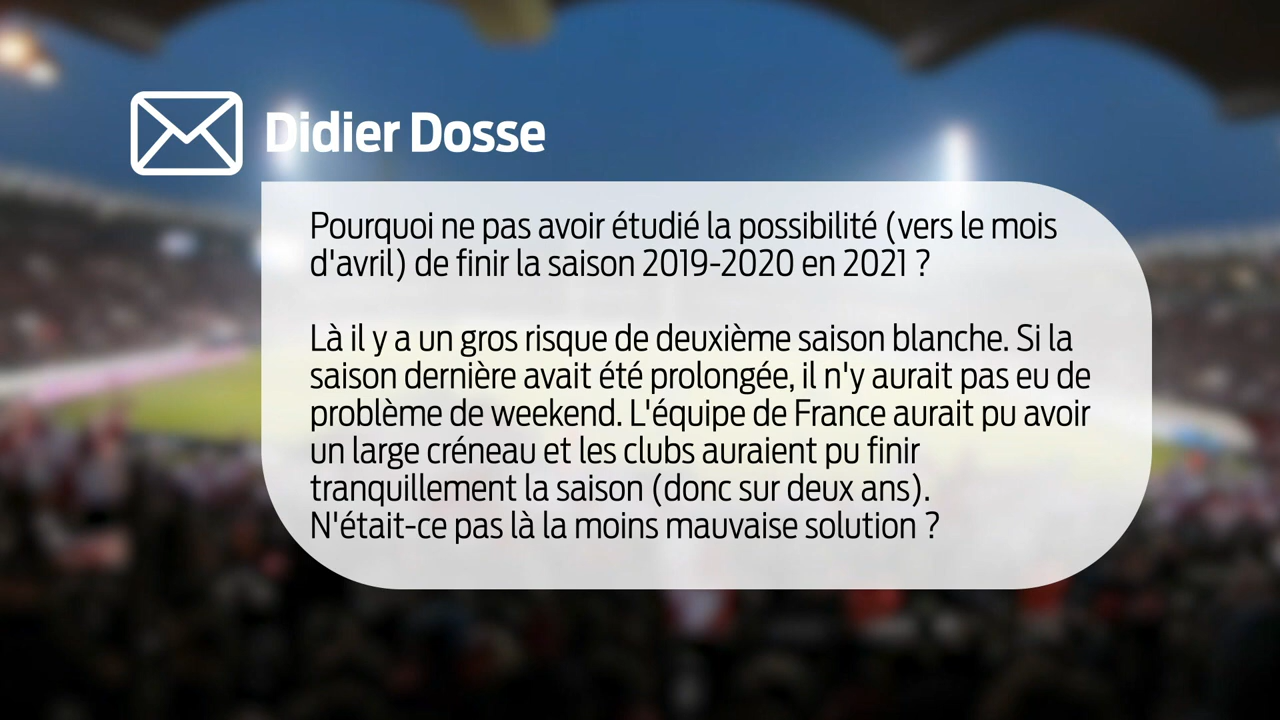 Didier Dosse
Pourquoi ne pas avoir étudié la possibilité (vers le mois
d'avril) de finir la saison 2019-2020 en 2021 ?
Là il y a un gros risque de deuxième saison blanche. Si la
saison dernière avait été prolongée, il n'y aurait pas eu de
problème de weekend. L'équipe de France aurait pu avoir
un large créneau et les clubs auraient pu finir
tranquillement la saison (donc sur deux ans).
N'était-ce pas là la moins mauvaise solution ?